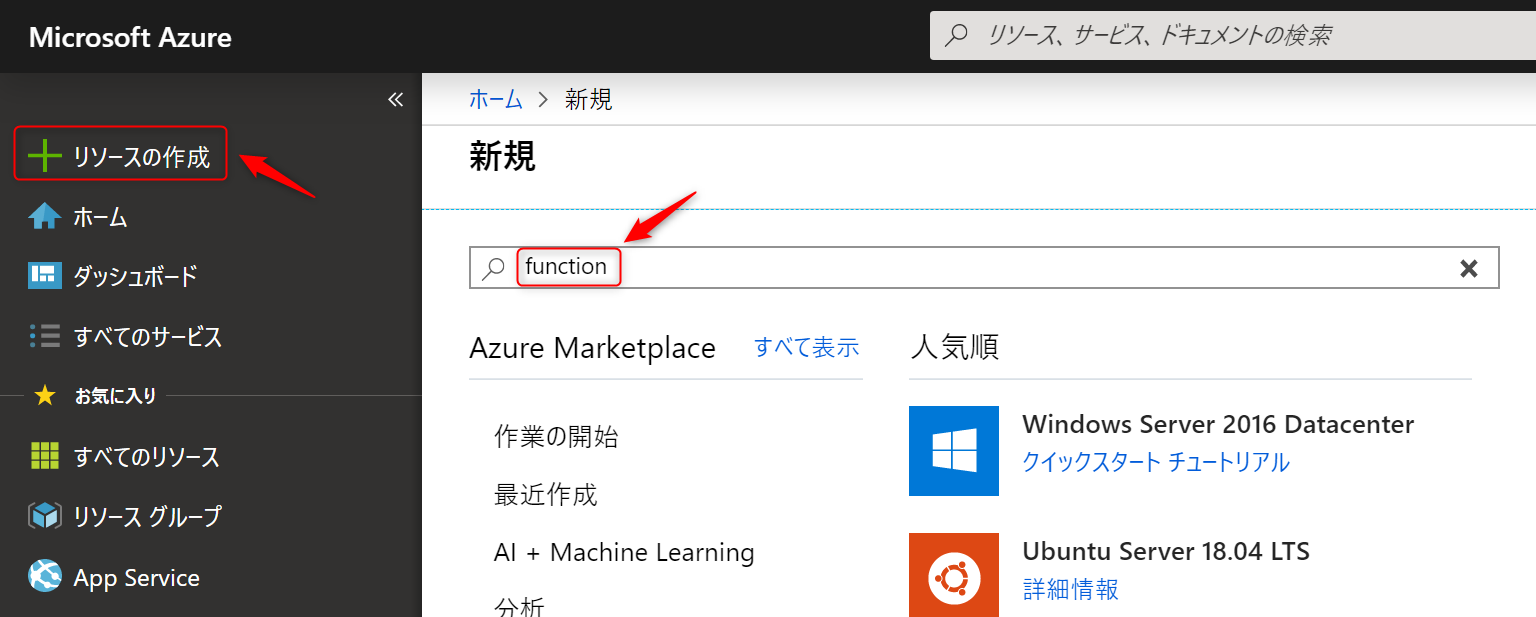 Microsoft Azure
リソース、サービス、ドキュメントの検索
«
リソースの作成
ホーム
ダッシュボード
すべてのサービス
お気に入り
すべてのリソース
リソース グループ
App Service
ホーム > 新規
新規
function
Azure Marketplace すべて表示
作業の開始
最近作成
AI + Machine Learning
分析
人気順
Windows Server 2016 Datacenter
クイックスタート チュートリアル
Ubuntu Server 18.04 LTS
詳細情報